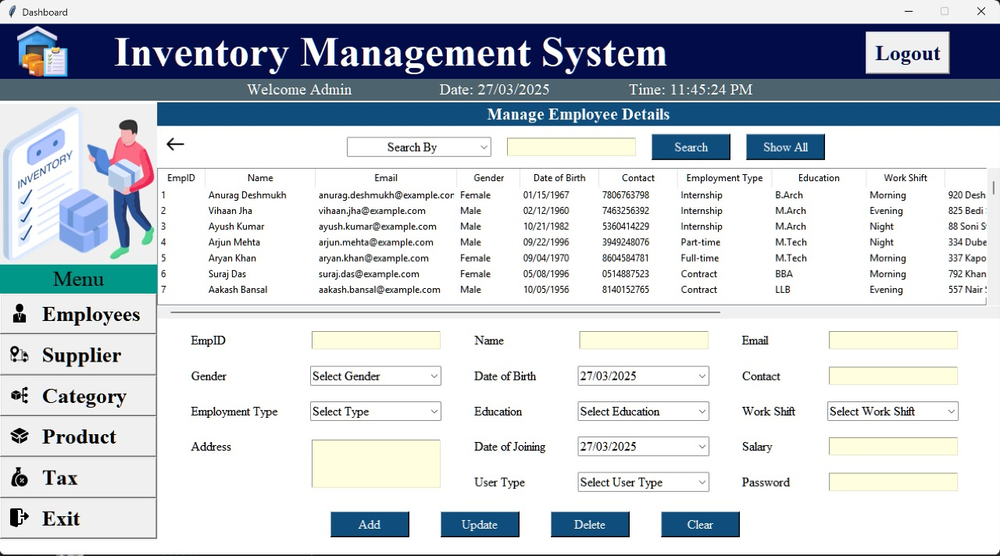 Dashboard
Inventory Management System
Logout
Welcome Admin Date: 27/03/2025 Time: 11:45:24 PM
INVENTORY
Manage Employee Details
Search By Search Show All
EmpID Name Email Gender Date of Birth Contact Employment Type Education Work Shift
1 Anurag Deshmukh anurag.deshmukh@example.com Female 01/15/1967 7806763798 Internship B.Arch Morning 920 Desh
2 Vihaan Jha vihaan.jha@example.com Male 02/12/1960 7463256392 Internship M.Arch Evening 825 Bedi
3 Ayush Kumar ayush.kumar@example.com Male 10/21/1982 5360414229 Internship M.Arch Night 88 Soni S
4 Arjun Mehta arjun.mehta@example.com Male 09/22/1996 3949248076 Part-time M.Tech Night 334 Dube
5 Aryan Khan aryan.khan@example.com Female 09/04/1970 8604584781 Full-time M.Tech Morning 337 Kapo
6 Suraj Das suraj.das@example.com Female 05/08/1996 6514887523 Contract BBA Morning 792 Khan
7 Aakash Bansal aakash.bansal@example.com Male 10/05/1956 8140152765 Contract LLB Evening 557 Nair
Menu
Employees
Supplier
Category
Product
Tax
Exit
EmpID Name Email
Gender Select Gender Date of Birth 27/03/2025 Contact
Employment Type Select Type Education Select Education Work Shift Select Work Shift
Address Date of Joining 27/03/2025 Salary
User Type Select User Type Password
Add Update Delete Clear